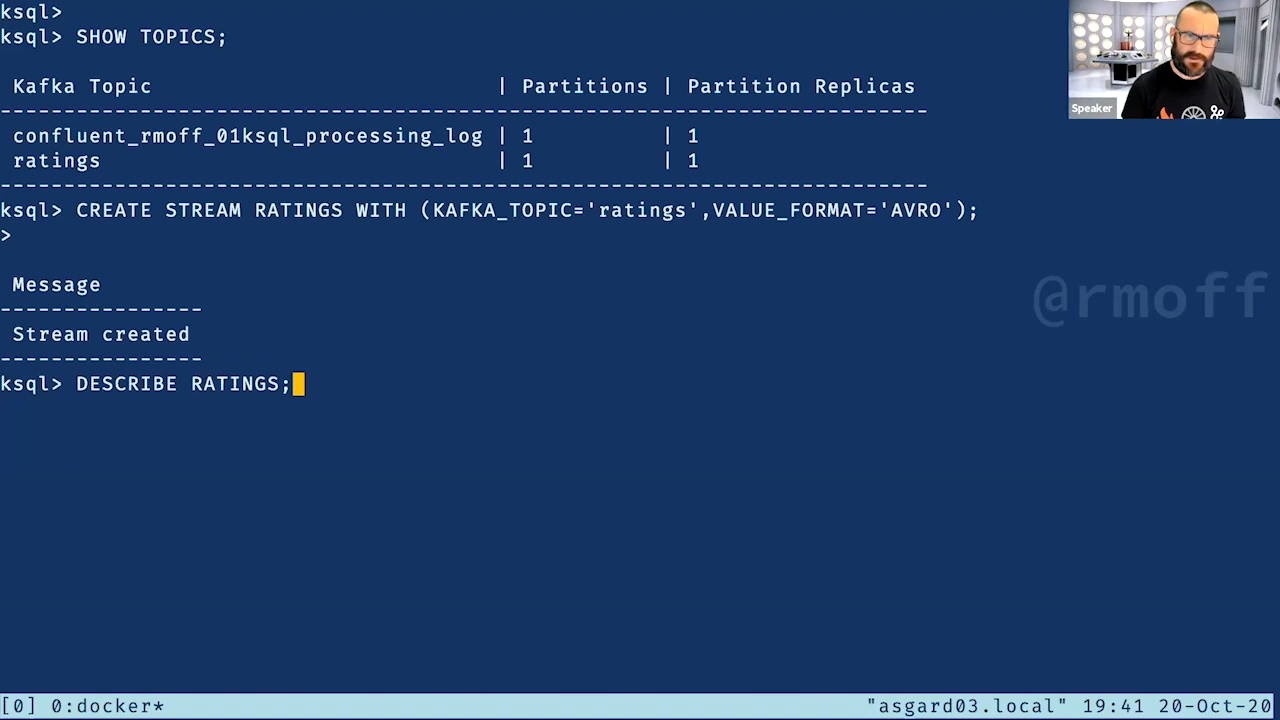 ksql>
ksql> SHOW TOPICS;
Kafka Topic | Partitions | Partition Replicas
--------------------------------------------------------------------------
confluent_rmoff_01ksql_processing_log | 1 | 1
ratings | 1 | 1
--------------------------------------------------------------------------
ksql> CREATE STREAM RATINGS WITH (KAFKA_TOPIC='ratings',VALUE_FORMAT='AVRO');
>
Message
----------------
Stream created
----------------
ksql> DESCRIBE RATINGS;
Speaker
@rmoff
[0] 0:docker* "asgard03.local" 19:41 20-Oct-20